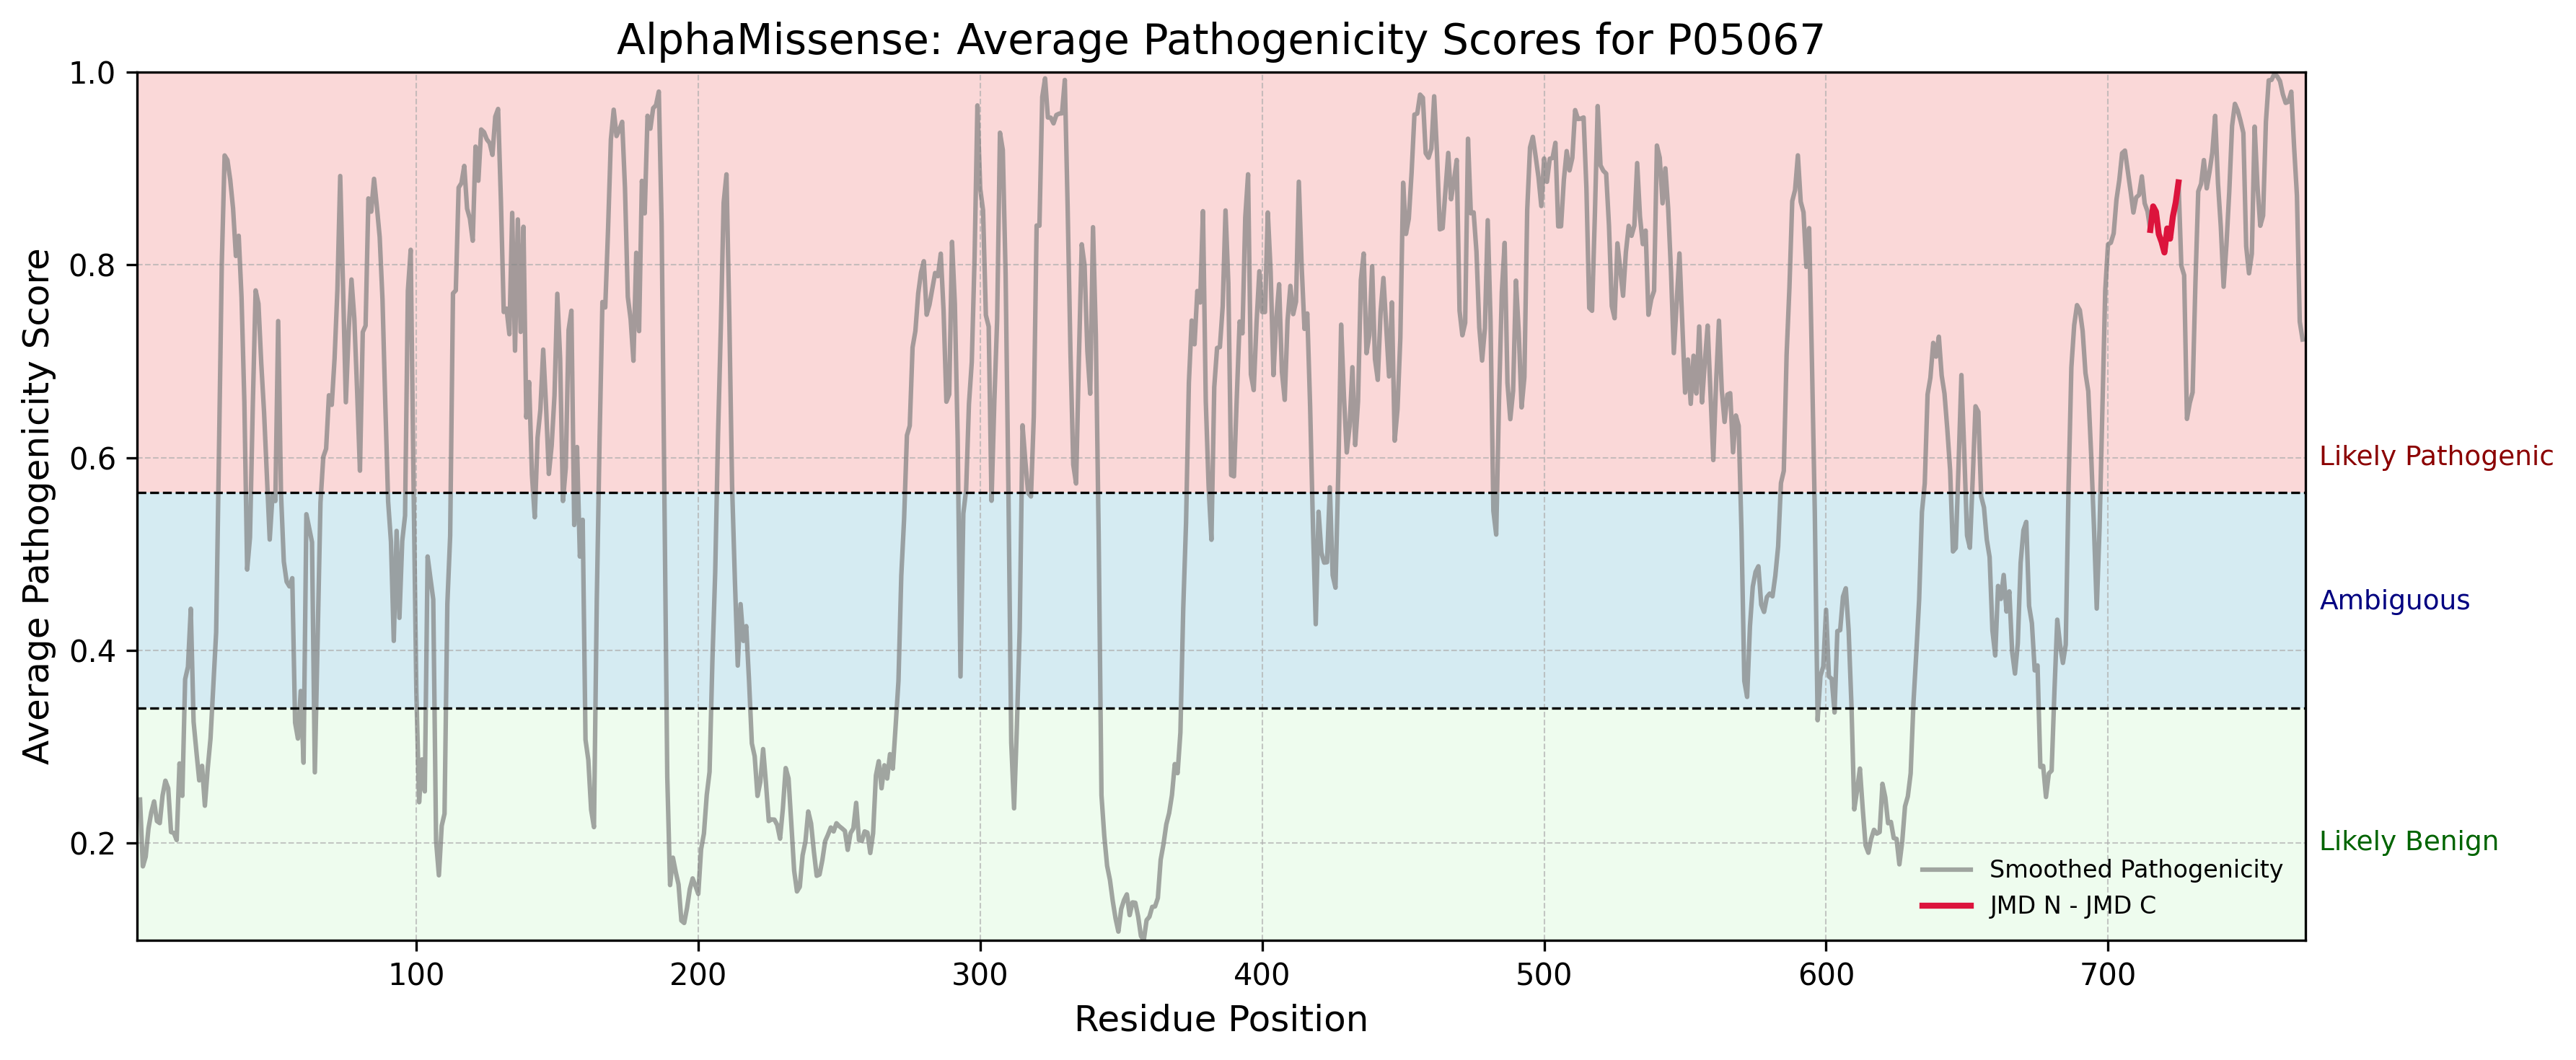 AlphaMissense: Average Pathogenicity Scores for P05067
Average Pathogenicity Score
1.0
0.8
0.6
0.4
0.2
Likely Pathogenic
Ambiguous
Likely Benign
Smoothed Pathogenicity
JMD N - JMD C
100 200 300 400 500 600 700
Residue Position